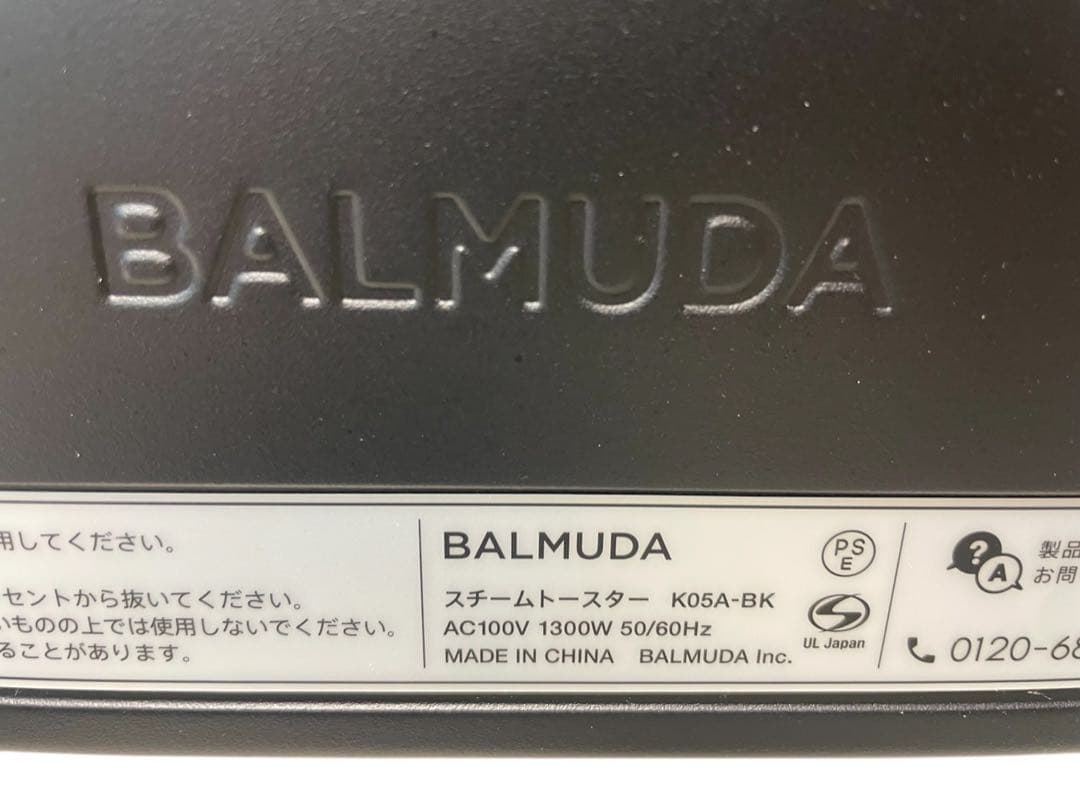 BALMUDA
用してください。
セントから抜いてください。
いものの上では使用しないでください。
ることがあります。
BALMUDA
スチームトースター K05A-BK
AC100V 1300W 50/60Hz
MADE IN CHINA BALMUDA Inc.
PS
E
S
UL Japan
?
A
製品
お問
0120-68